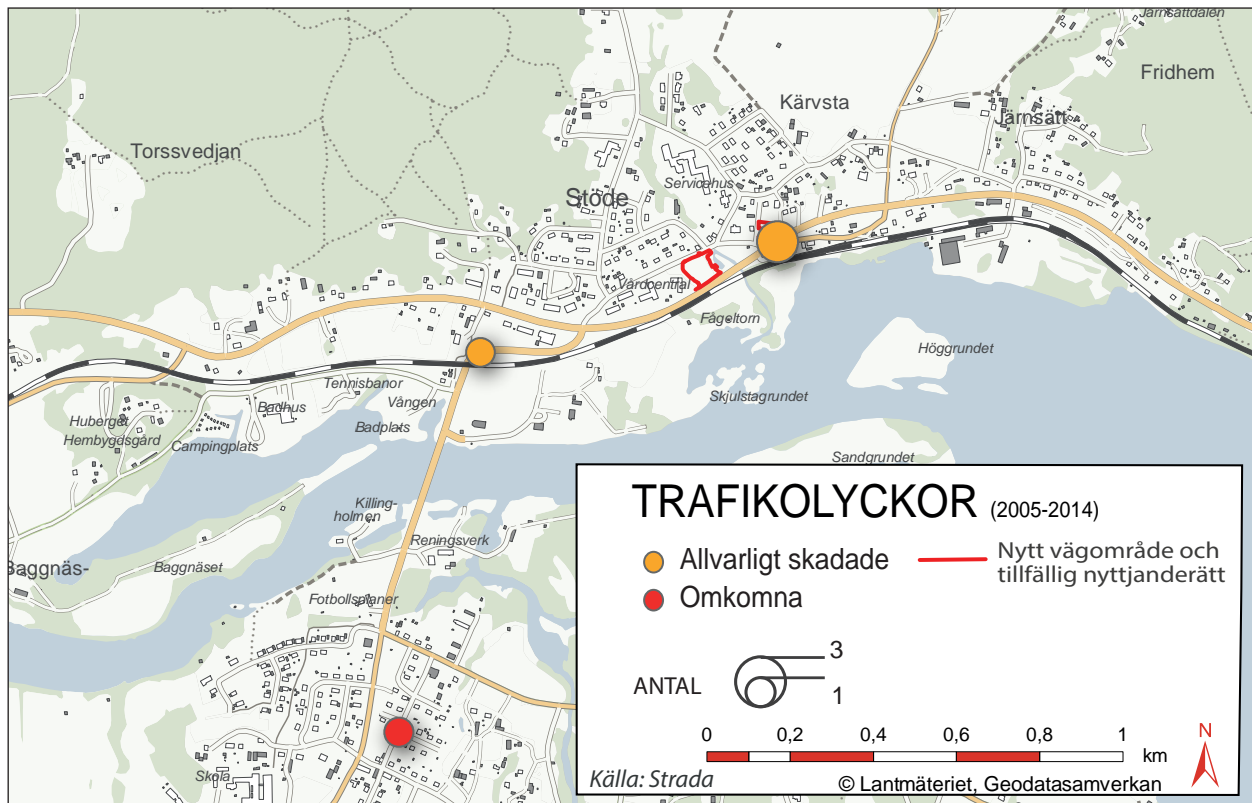 Järnsättdalen
Fridhem
Kärvsta
Järnsätt
Torssvedjan
Servicehus
Stöde
Vårdcentral
Fågeltorn
Höggrundet
Tennisbanor
Skjulstagrundet
Vången
Badhus
Huberget
Badplats
Hembygdsgård
Campingplats
Sandgrundet
Killing-
holmen
Reningsverk
Baggnäs-
Baggnäset
Fotbollsplaner
Skola
TRAFIKOLYCKOR (2005-2014)
Allvarligt skadade
Omkomna
Nytt vägområde och
tillfällig nyttjanderätt
ANTAL
3
1
0 0,2 0,4 0,6 0,8 1
km
N
Källa: Strada
© Lantmäteriet, Geodatasamverkan